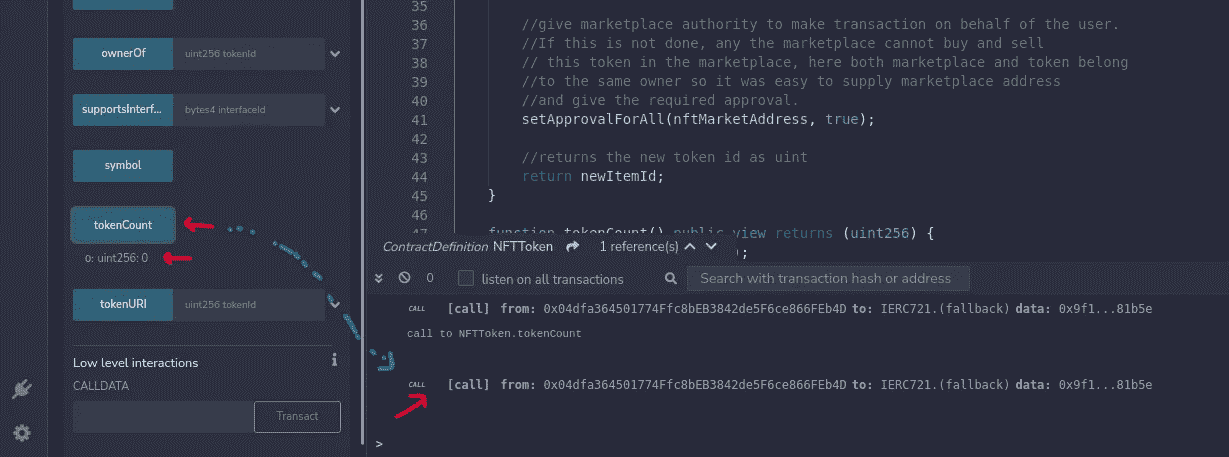 ownerOf uint256 tokenId
supportsInterf... bytes4 interfaceId
symbol
tokenCount
0: uint256: 0
tokenURI uint256 tokenId
Low level interactions
CALLDATA
Transact
35
36 //give marketplace authority to make transaction on behalf of the user.
37 //If this is not done, any the marketplace cannot buy and sell
38 // this token in the marketplace, here both marketplace and token belong
39 //to the same owner so it was easy to supply marketplace address
40 //and give the required approval.
41 setApprovalForAll(nftMarketAddress, true);
42
43 //returns the new token id as uint
44 return newItemId;
45 }
46
47 function tokenCount() public view returns (uint256) {
ContractDefinition NFTToken 1 reference(s) );
0 listen on all transactions Search with transaction hash or address
CALL [call] from: 0x04dfa364501774Ffc8bEB3842de5F6ce866FEb4D to: IERC721.(fallback) data: 0x9f1...81b5e
call to NFTToken.tokenCount
CALL [call] from: 0x04dfa364501774Ffc8bEB3842de5F6ce866FEb4D to: IERC721.(fallback) data: 0x9f1...81b5e
>